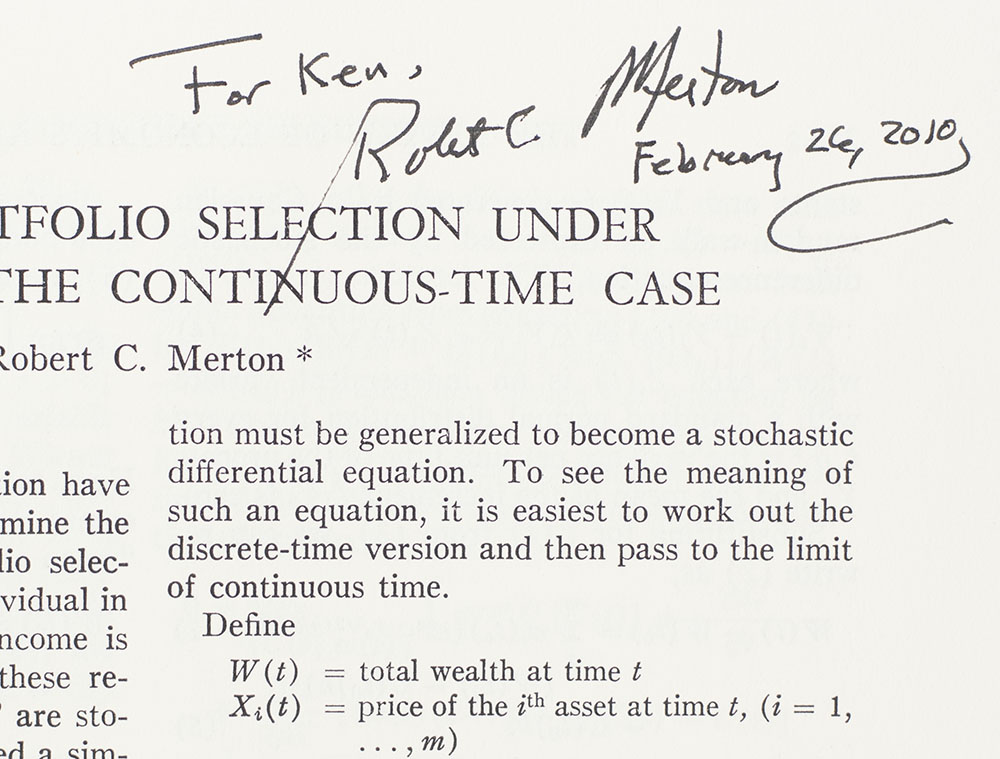 For Ken,
Robert C. Merton
February 26, 2010
TFOLIO SELECTION UNDER
THE CONTINUOUS-TIME CASE
Robert C. Merton *
tion have
mine the
lio selec-
vidual in
ncome is
these re-
are sto-
ed a sim-
tion must be generalized to become a stochastic
differential equation. To see the meaning of
such an equation, it is easiest to work out the
discrete-time version and then pass to the limit
of continuous time.
Define
W(t) = total wealth at time t
Xᵢ(t) = price of the iᵗʰ asset at time t, (i = 1,
. . . , m)